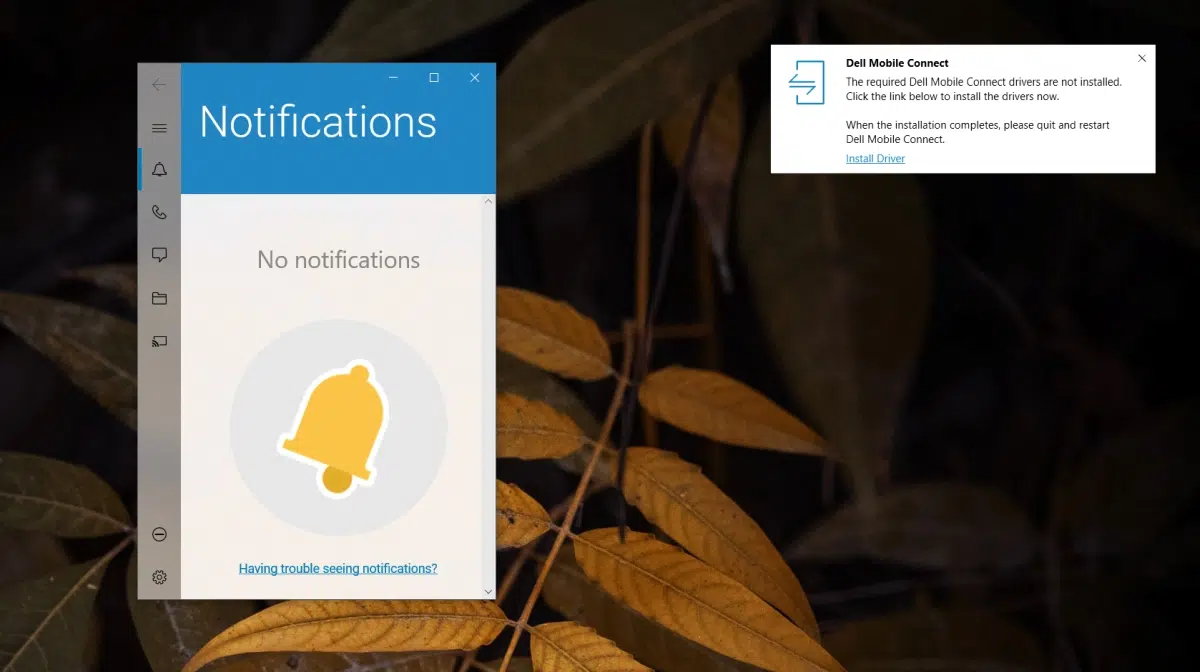 Notifications
No notifications
Having trouble seeing notifications?
Dell Mobile Connect
The required Dell Mobile Connect drivers are not installed.
Click the link below to install the drivers now.
When the installation completes, please quit and restart
Dell Mobile Connect.
Install Driver